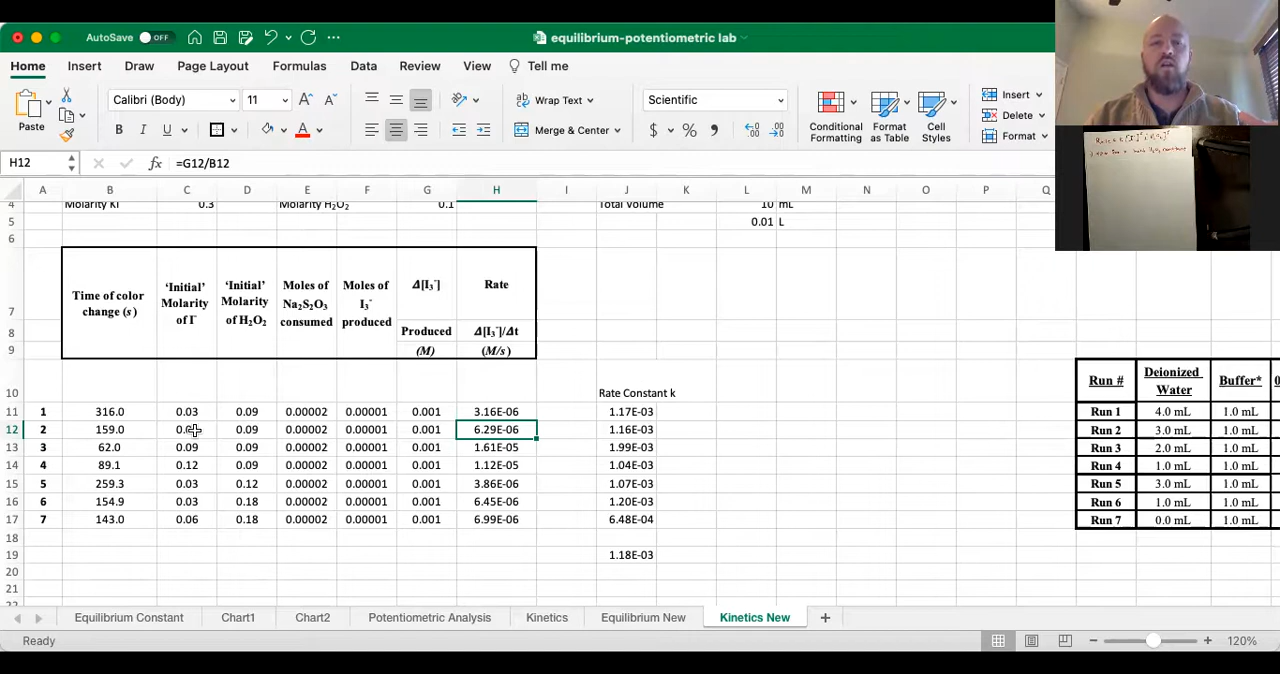 AutoSave OFF ... equilibrium-potentiometric lab
Home Insert Draw Page Layout Formulas Data Review View Tell me
Paste Calibri (Body) 11 Wrap Text Merge & Center Scientific Conditional Formatting Format as Table Cell Styles Insert Delete Format
H12 fx =G12/B12
A B C D E F G H I J K L M N O P Q
4 Molarity KI 0.3 Molarity H₂O₂ 0.1 Total Volume 10 mL
5 0.01 L
6
7 Time of color change (s) 'Initial' Molarity of I⁻ 'Initial' Molarity of H₂O₂ Moles of Na₂S₂O₃ consumed Moles of I₃⁻ produced Δ[I₃⁻] Rate
8 Produced Δ[I₃⁻]/Δt
9 (M) (M/s)
10 Rate Constant k
11 1 316.0 0.03 0.09 0.00002 0.00001 0.001 3.16E-06 1.17E-03
12 2 159.0 0.09 0.00002 0.00001 0.001 6.29E-06 1.16E-03
13 3 62.0 0.09 0.09 0.00002 0.00001 0.001 1.61E-05 1.99E-03
14 4 89.1 0.12 0.09 0.00002 0.00001 0.001 1.12E-05 1.04E-03
15 5 259.3 0.03 0.12 0.00002 0.00001 0.001 3.86E-06 1.07E-03
16 6 154.9 0.03 0.18 0.00002 0.00001 0.001 6.45E-06 1.20E-03
17 7 143.0 0.06 0.18 0.00002 0.00001 0.001 6.99E-06 6.48E-04
18
19 1.18E-03
20
21
Run # Deionized Water Buffer*
Run 1 4.0 mL 1.0 mL
Run 2 3.0 mL 1.0 mL
Run 3 2.0 mL 1.0 mL
Run 4 1.0 mL 1.0 mL
Run 5 3.0 mL 1.0 mL
Run 6 1.0 mL 1.0 mL
Run 7 0.0 mL 1.0 mL
Equilibrium Constant Chart1 Chart2 Potentiometric Analysis Kinetics Equilibrium New Kinetics New +
Ready 120%